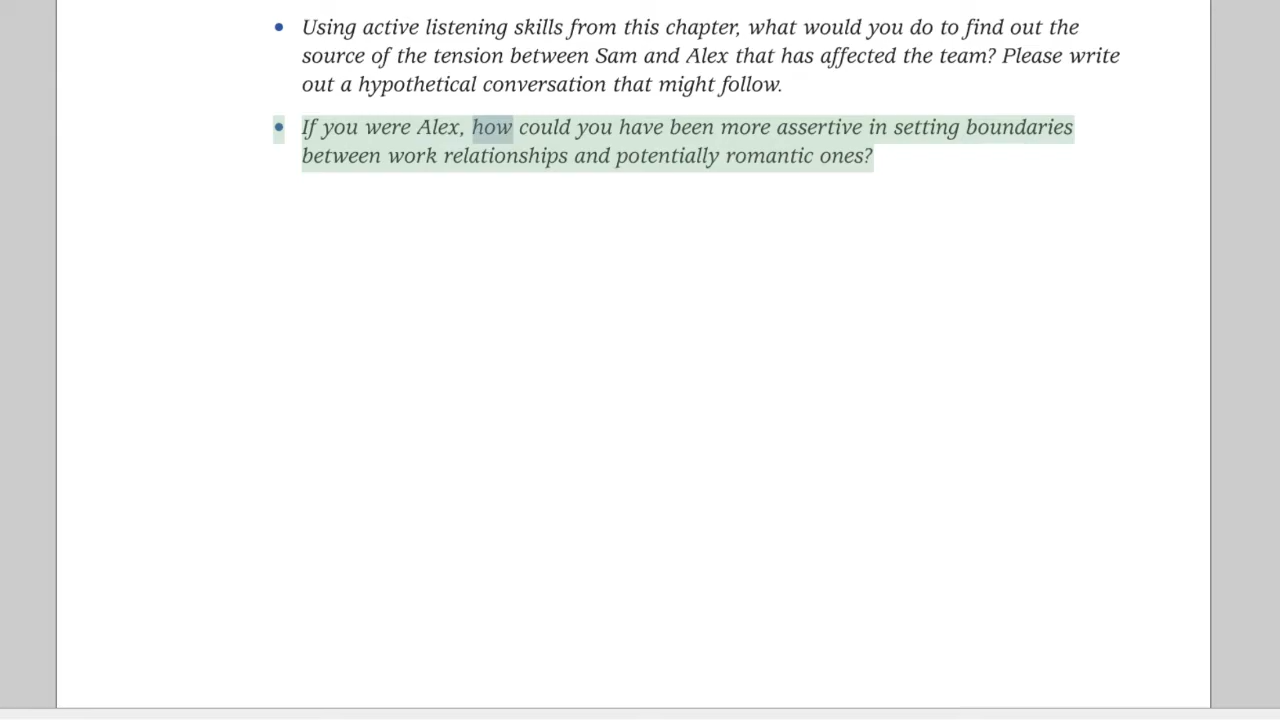 • Using active listening skills from this chapter, what would you do to find out the
source of the tension between Sam and Alex that has affected the team? Please write
out a hypothetical conversation that might follow.
• If you were Alex, how could you have been more assertive in setting boundaries
between work relationships and potentially romantic ones?